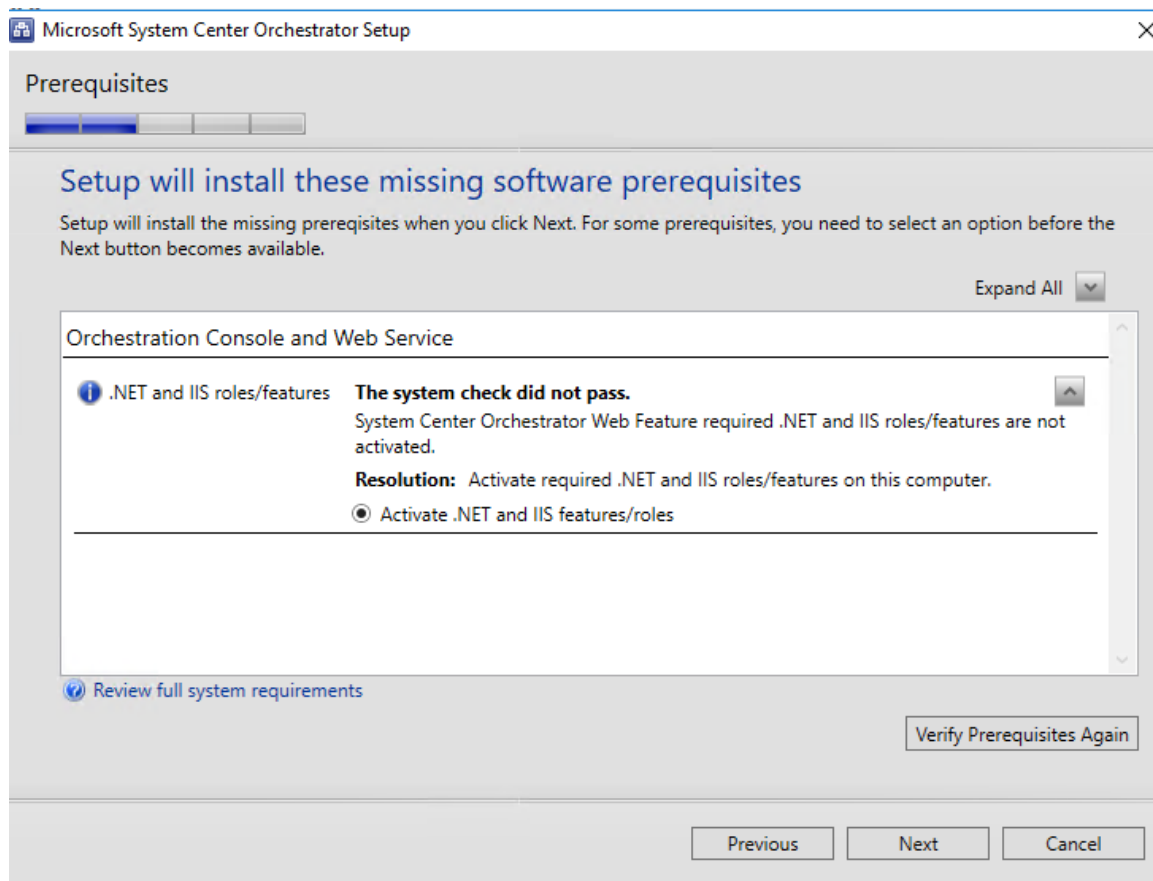 Microsoft System Center Orchestrator Setup
Prerequisites
Setup will install these missing software prerequisites
Setup will install the missing prereqisites when you click Next. For some prerequisites, you need to select an option before the
Next button becomes available.
Expand All
Orchestration Console and Web Service
.NET and IIS roles/features
The system check did not pass.
System Center Orchestrator Web Feature required .NET and IIS roles/features are not
activated.
Resolution: Activate required .NET and IIS roles/features on this computer.
Activate .NET and IIS features/roles
Review full system requirements
Verify Prerequisites Again
Previous
Next
Cancel